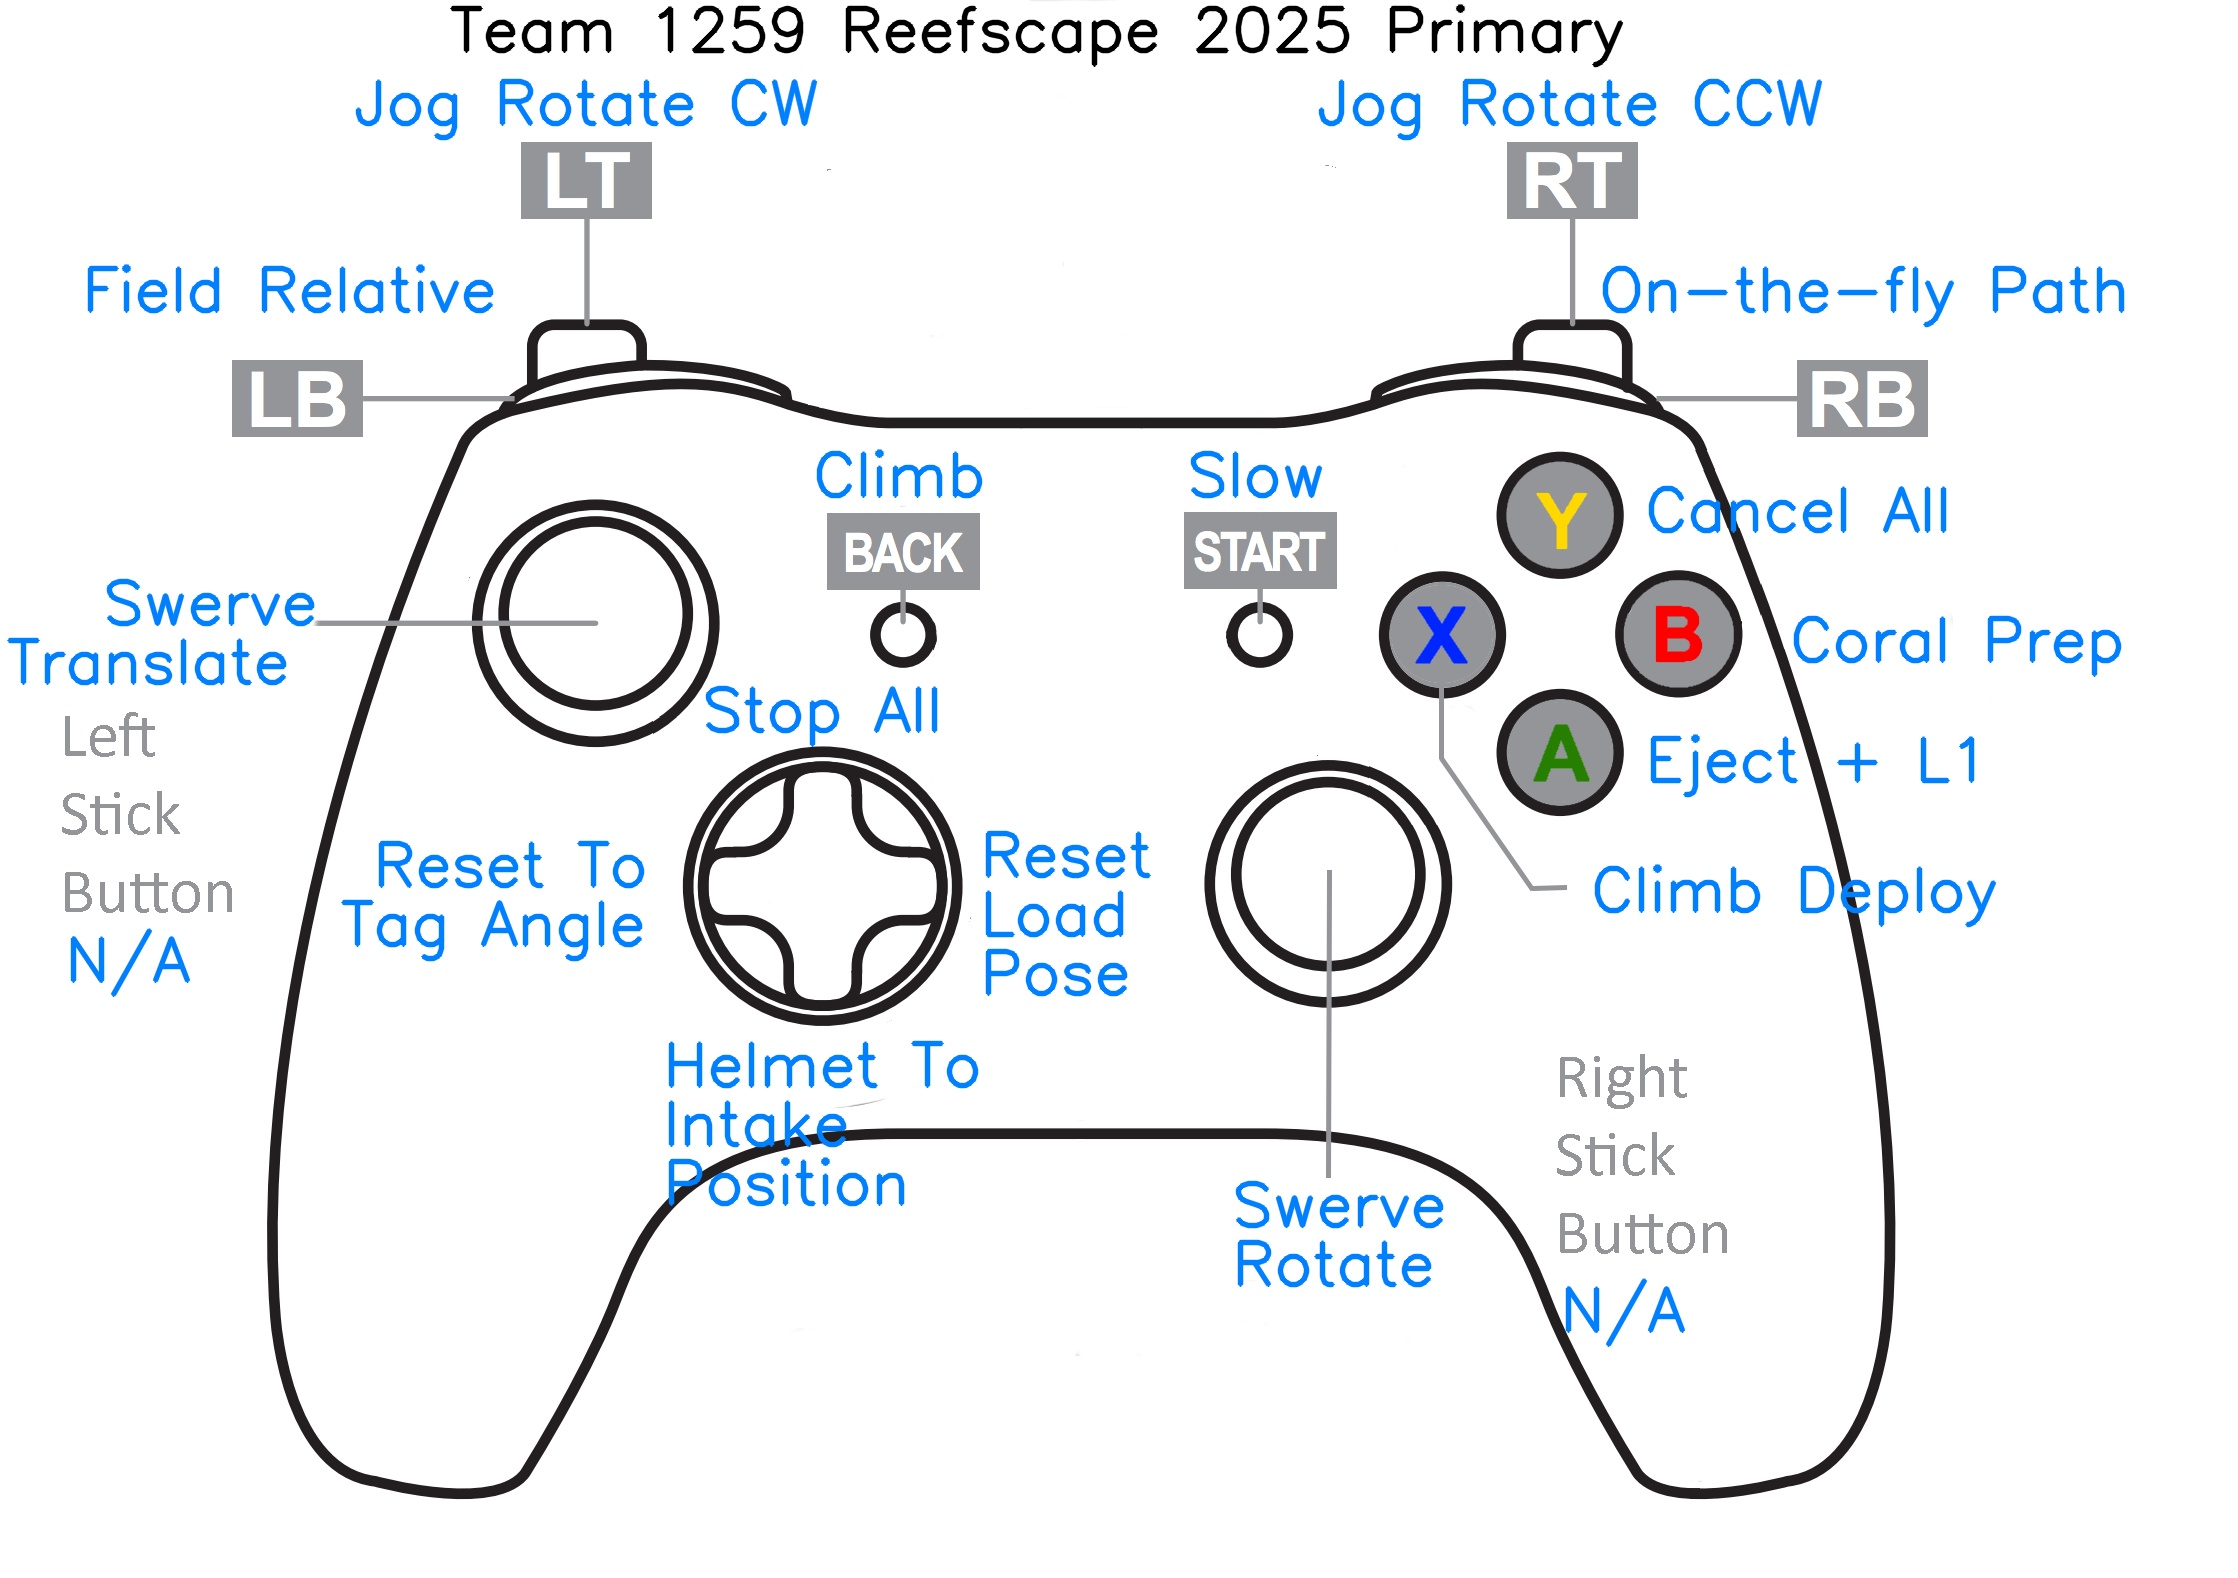 Team 1259 Reefscape 2025 Primary
Jog Rotate CW
Jog Rotate CCW
LT
RT
Field Relative
On-the-fly Path
LB
RB
Climb
Slow
BACK
START
Y
Cancel All
Swerve
Translate
X
B
Coral Prep
Left
Stick
Button
N/A
Stop All
A
Eject + L1
Reset To
Tag Angle
Reset
Load
Pose
Climb Deploy
Helmet To
Intake
Position
Swerve
Rotate
Right
Stick
Button
N/A